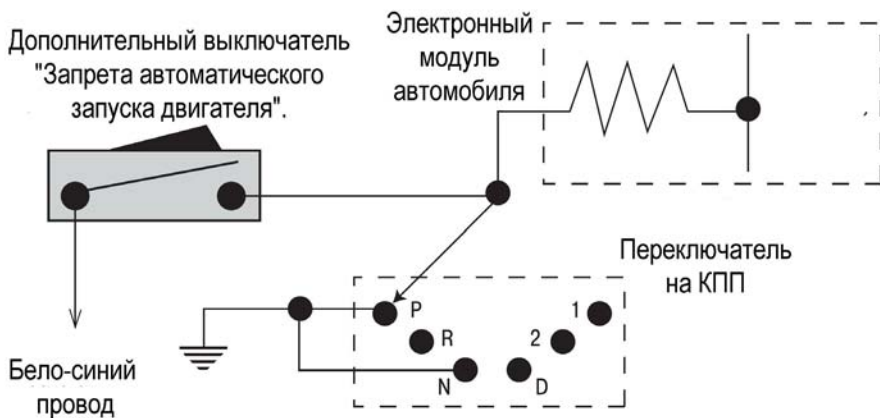 Дополнительный выключатель
"Запрета автоматического
запуска двигателя".
Электронный
модуль
автомобиля
Переключатель
на КПП
P
R
N
D
2
1
Бело-синий
провод